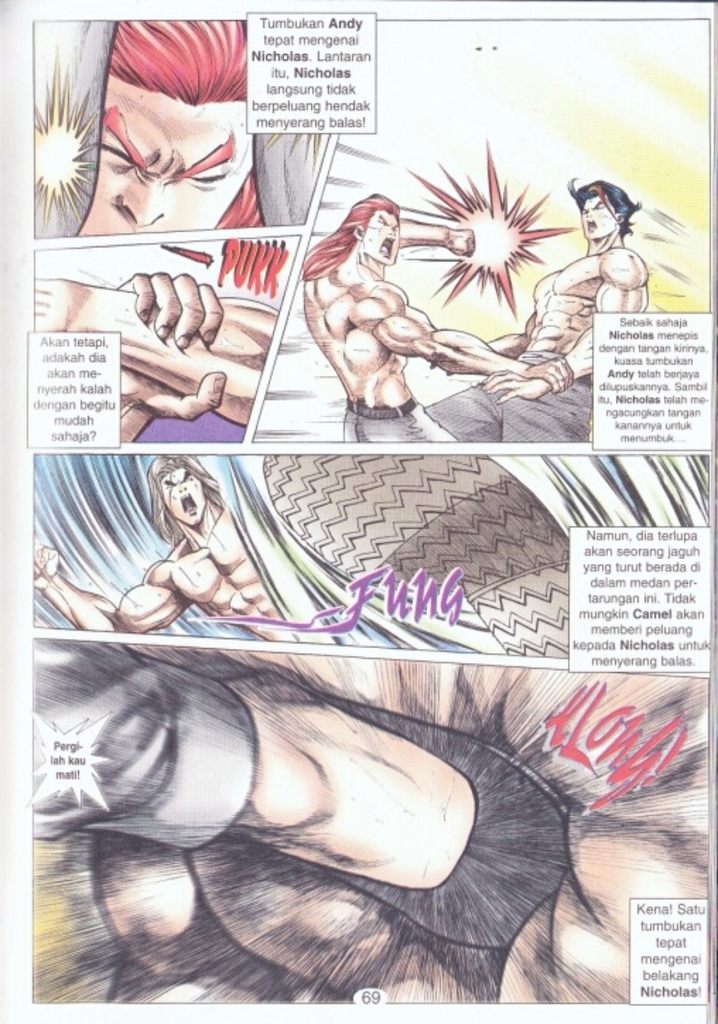 Tumbukan Andy
tepat mengenai
Nicholas. Lantaran
itu, Nicholas
langsung tidak
berpeluang hendak
menyerang balas!
PUKK
Akan tetapi,
adakah dia
akan me-
nyerah kalah
dengan begitu
mudah
sahaja?
Sebaik sahaja
Nicholas menepis
dengan tangan kirinya,
kuasa tumbukan
Andy telah berjaya
dilupuskannya. Sambil
itu, Nicholas telah me-
ngacungkan tangan
kanannya untuk
menumbuk....
FUNG
Namun, dia terlupa
akan seorang jaguh
yang turut berada di
dalam medan per-
tarungan ini. Tidak
mungkin Camel akan
memberi peluang
kepada Nicholas untuk
menyerang balas.
Pergi-
lah kau
mati!
Kena! Satu
tumbukan
tepat
mengenai
belakang
Nicholas!
69